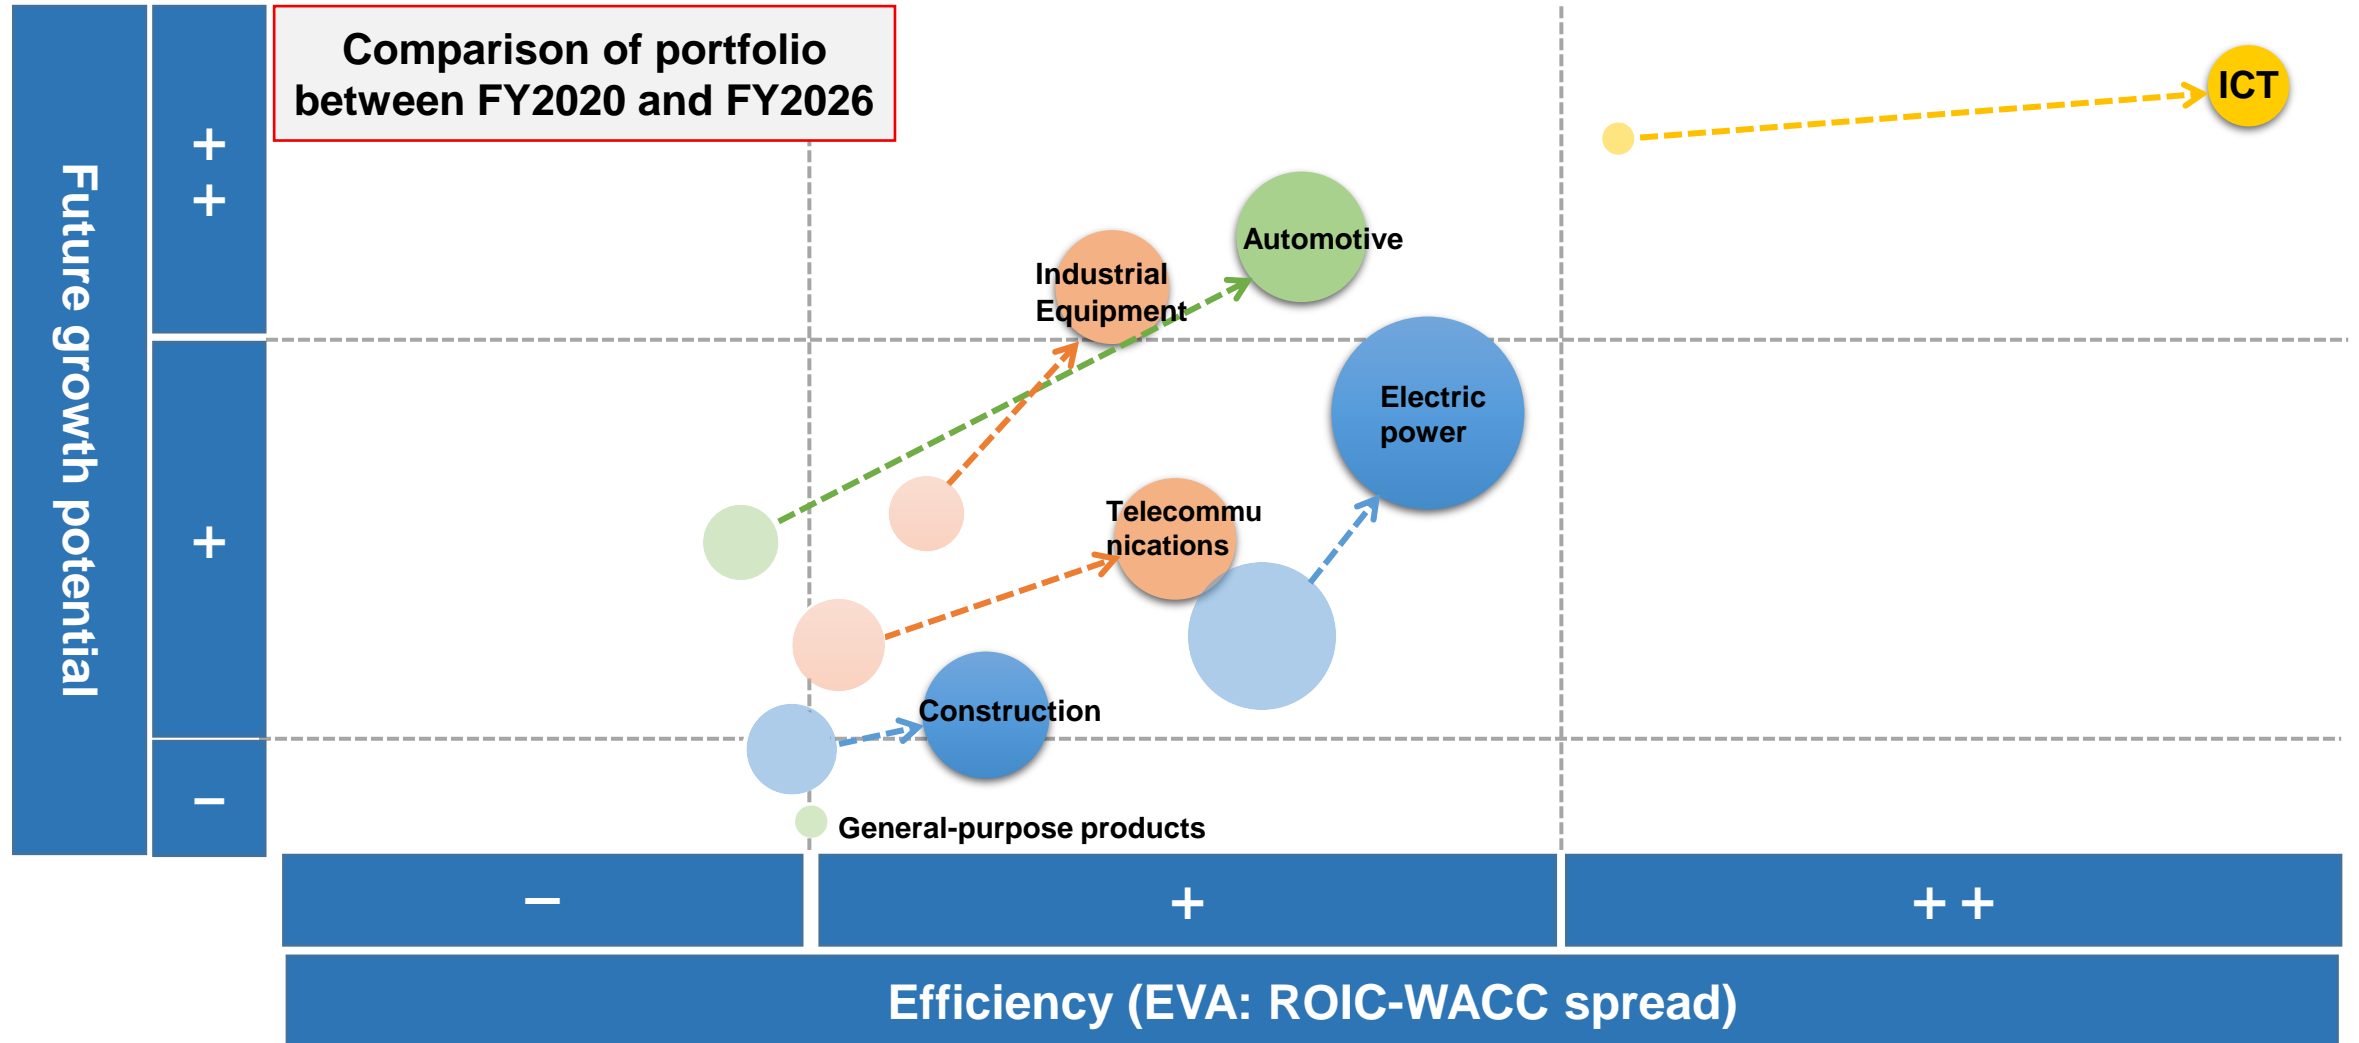 Comparison of portfolio
between FY2020 and FY2026
Future growth potential
+
+
+
−
ICT
Automotive
Industrial
Equipment
Electric
power
Telecommu
nications
Construction
General-purpose products
−
+
+ +
Efficiency (EVA: ROIC-WACC spread)